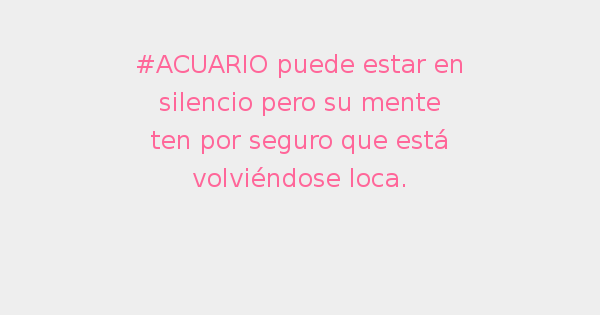 #ACUARIO puede estar en
silencio pero su mente
ten por seguro que está
volviéndose loca.